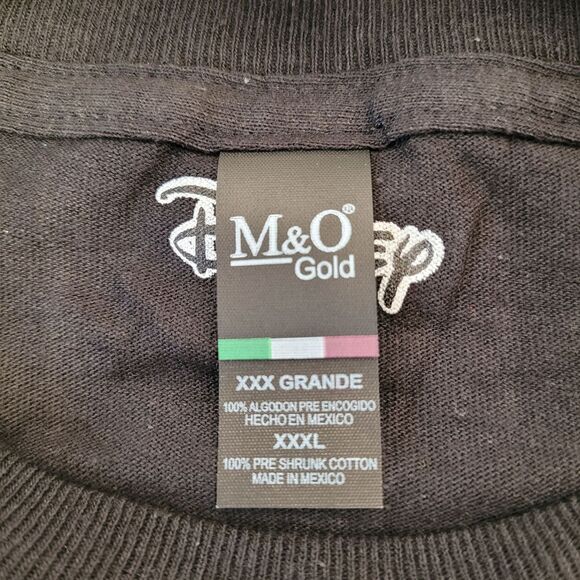 M&O®
Gold
XXX GRANDE
100% ALGODON PRE ENCOGIDO
HECHO EN MEXICO
XXXL
100% PRE SHRUNK COTTON
MADE IN MEXICO